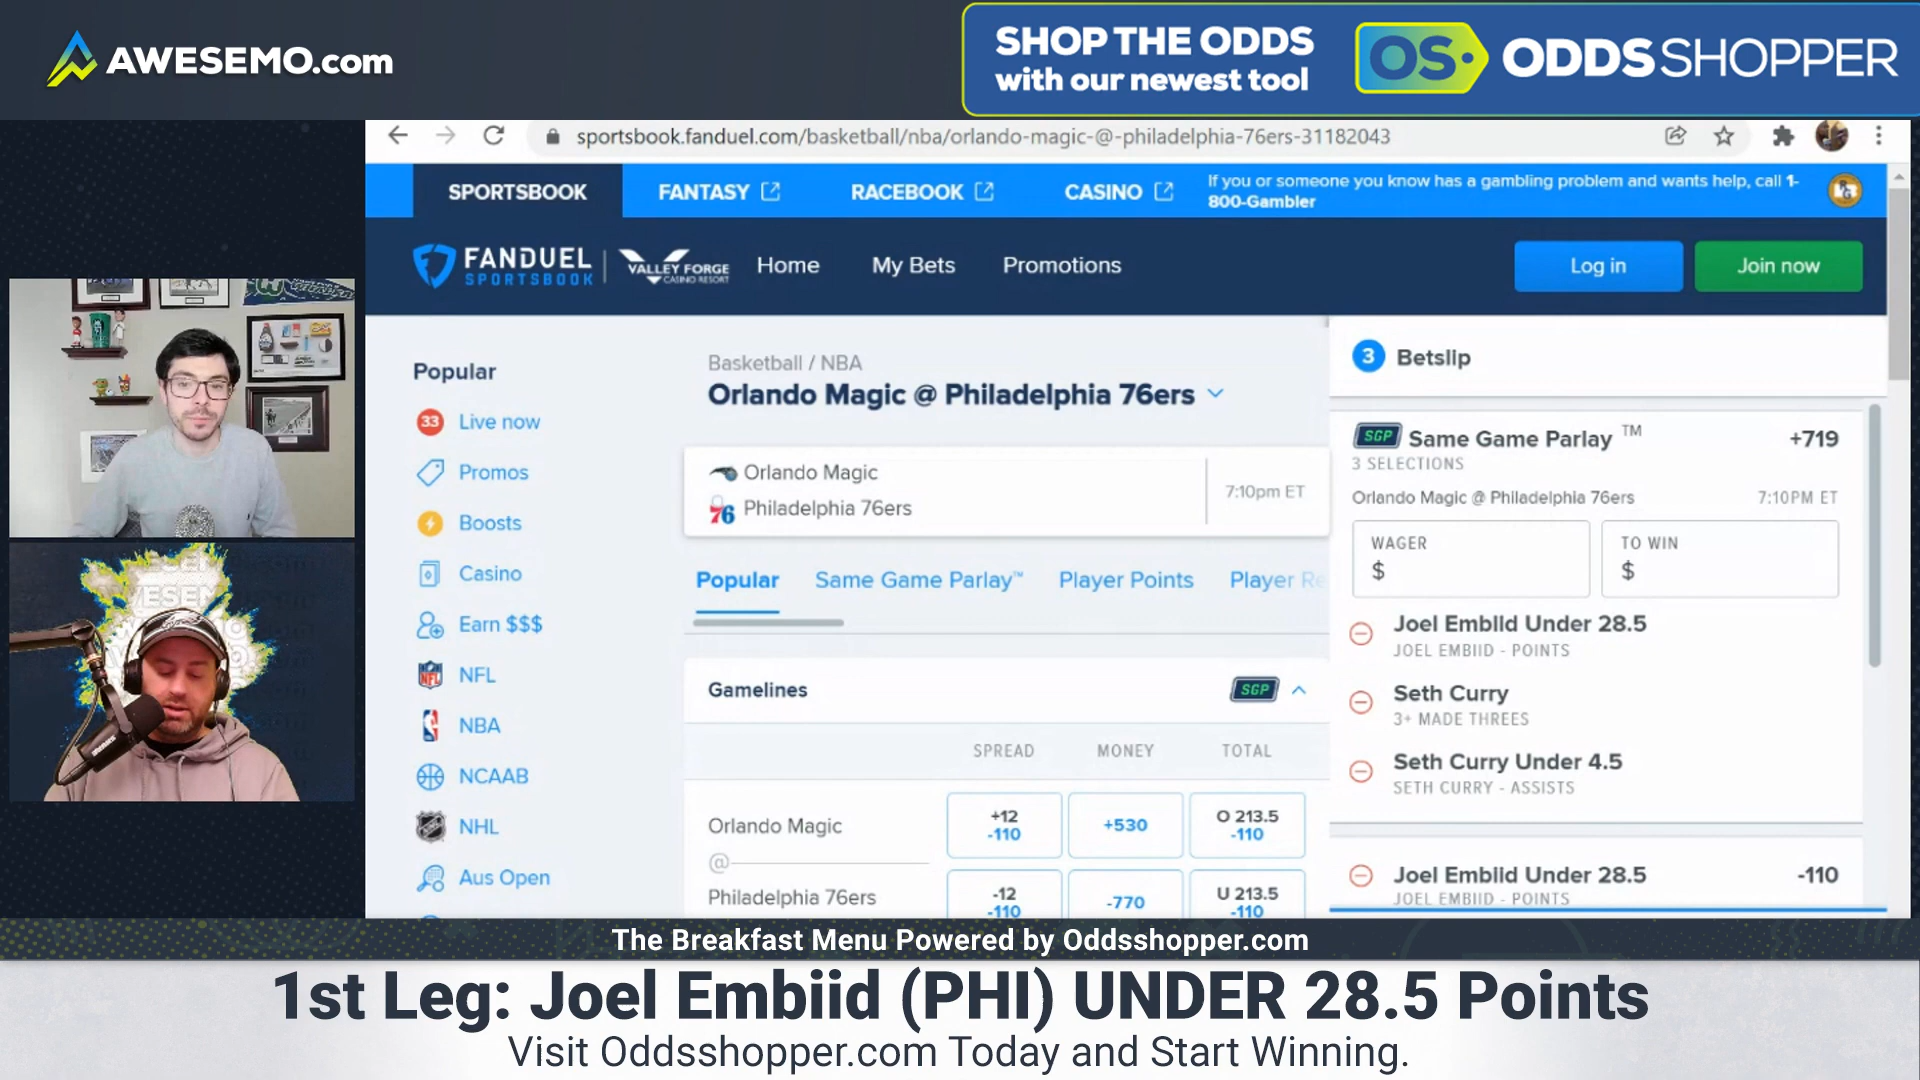 AWESEMO.com
SHOP THE ODDS
with our newest tool
OS.
ODDSSHOPPER
sportsbook.fanduel.com/basketball/nba/orlando-magic-@-philadelphia-76ers-31182043
SPORTSBOOK
FANTASY
RACEBOOK
CASINO
If you or someone you know has a gambling problem and wants help, call 1-
800-Gambler
FANDUEL
SPORTSBOOK
VALLEY FORGE
CASINO RESORT
Home
My Bets
Promotions
Log in
Join now
Popular
33 Live now
Promos
Boosts
Casino
Earn $$$
NFL
NBA
NCAAB
NHL
Aus Open
Basketball / NBA
Orlando Magic @ Philadelphia 76ers
Orlando Magic
Philadelphia 76ers
7:10pm ET
Popular
Same Game Parlay™
Player Points
Player Re
Gamelines
SGP
SPREAD
MONEY
TOTAL
Orlando Magic
+12
-110
+530
O 213.5
-110
@
Philadelphia 76ers
-12
-110
-770
U 213.5
-110
3 Betslip
SGP Same Game Parlay ™ +719
3 SELECTIONS
Orlando Magic @ Philadelphia 76ers 7:10PM ET
WAGER
$
TO WIN
$
Joel Embiid Under 28.5
JOEL EMBIID - POINTS
Seth Curry
3+ MADE THREES
Seth Curry Under 4.5
SETH CURRY - ASSISTS
Joel Embiid Under 28.5 -110
JOEL EMBIID - POINTS
The Breakfast Menu Powered by Oddsshopper.com
1st Leg: Joel Embiid (PHI) UNDER 28.5 Points
Visit Oddsshopper.com Today and Start Winning.